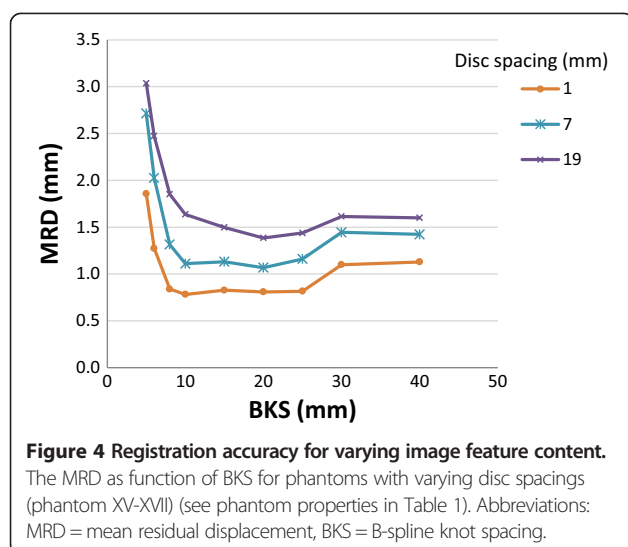 Disc spacing (mm)
1
7
19
3.5
3.0
2.5
2.0
1.5
1.0
0.5
0.0
MRD (mm)
0 10 20 30 40 50
BKS (mm)
Figure 4 Registration accuracy for varying image feature content.
The MRD as function of BKS for phantoms with varying disc spacings
(phantom XV-XVII) (see phantom properties in Table 1). Abbreviations:
MRD = mean residual displacement, BKS = B-spline knot spacing.